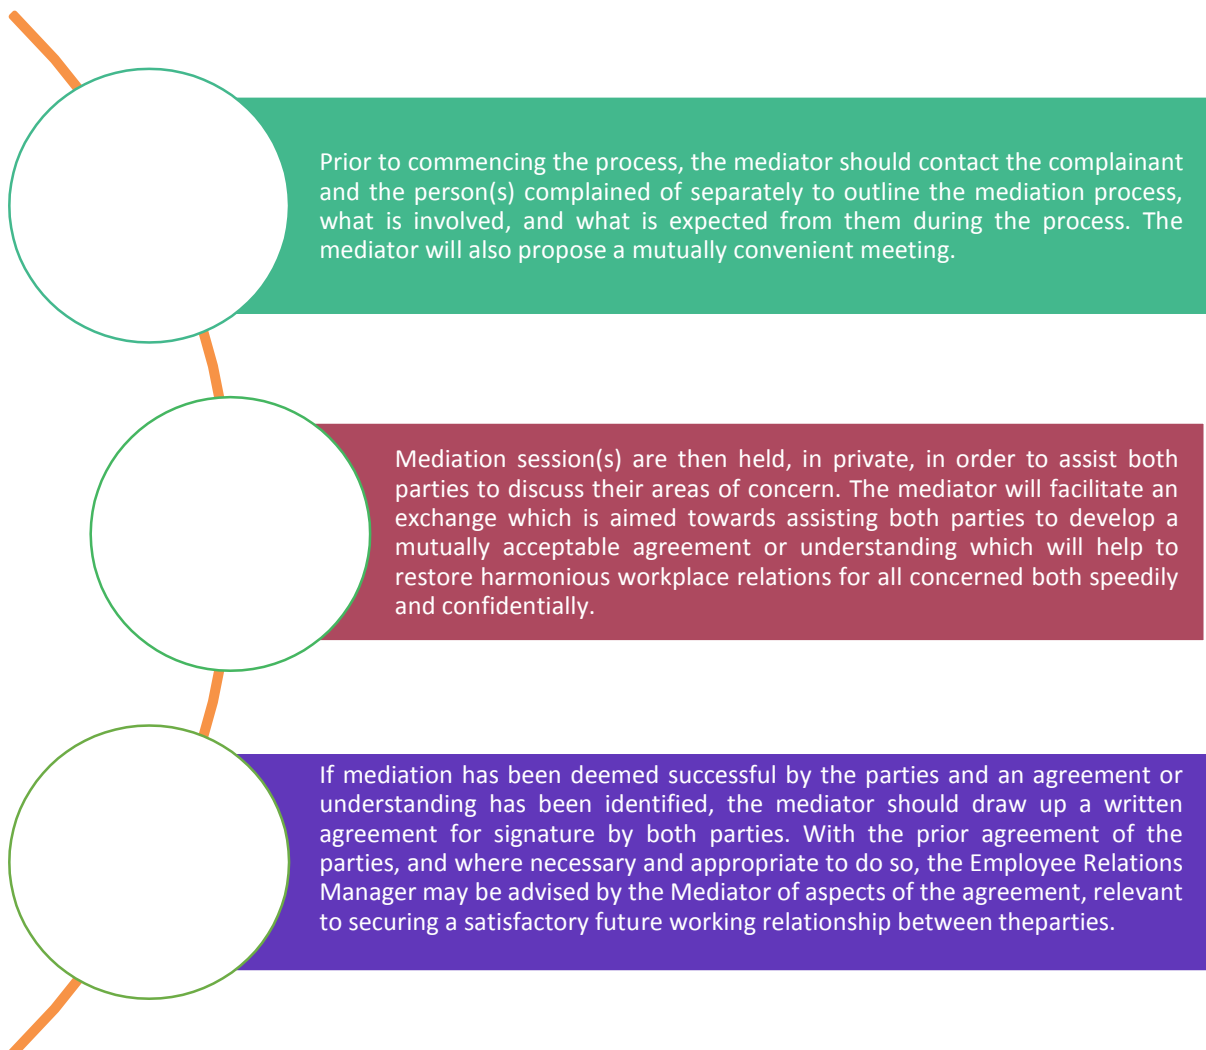 Prior to commencing the process, the mediator should contact the complainant
and the person(s) complained of separately to outline the mediation process,
what is involved, and what is expected from them during the process. The
mediator will also propose a mutually convenient meeting.
Mediation session(s) are then held, in private, in order to assist both
parties to discuss their areas of concern. The mediator will facilitate an
exchange which is aimed towards assisting both parties to develop a
mutually acceptable agreement or understanding which will help to
restore harmonious workplace relations for all concerned both speedily
and confidentially.
If mediation has been deemed successful by the parties and an agreement or
understanding has been identified, the mediator should draw up a written
agreement for signature by both parties. With the prior agreement of the
parties, and where necessary and appropriate to do so, the Employee Relations
Manager may be advised by the Mediator of aspects of the agreement, relevant
to securing a satisfactory future working relationship between theparties.